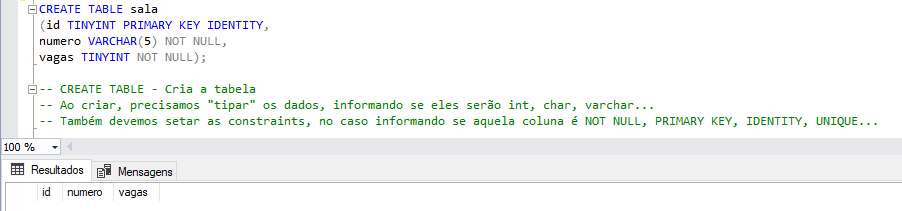 CREATE TABLE sala
(id TINYINT PRIMARY KEY IDENTITY,
numero VARCHAR(5) NOT NULL,
vagas TINYINT NOT NULL);
-- CREATE TABLE - Cria a tabela
-- Ao criar, precisamos "tipar" os dados, informando se eles serão int, char, varchar...
-- Também devemos setar as constraints, no caso informando se aquela coluna é NOT NULL, PRIMARY KEY, IDENTITY, UNIQUE...
100 %
Resultados Mensagens
id numero vagas